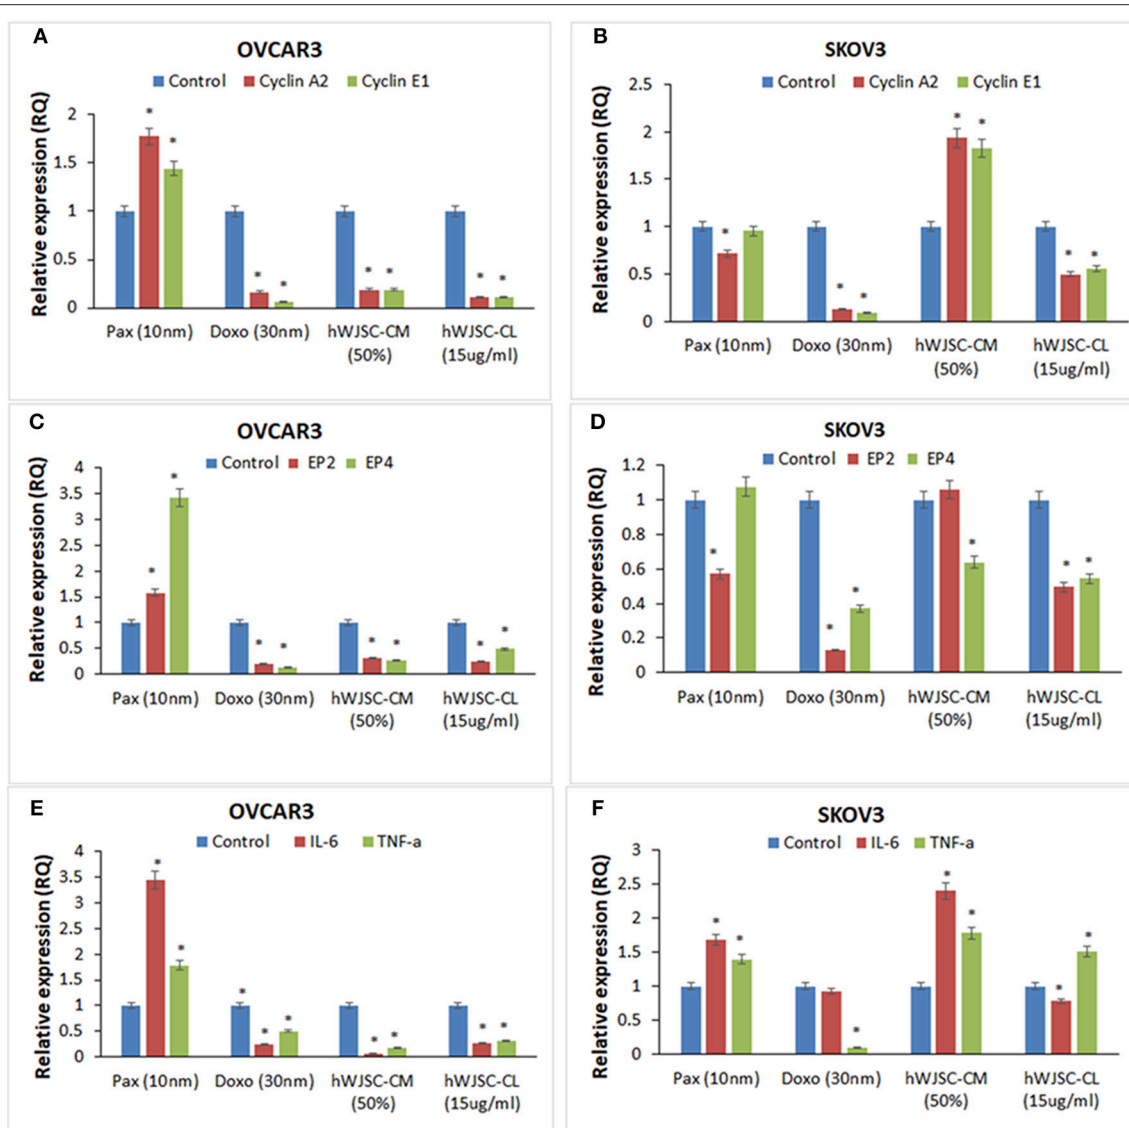 A
OVCAR3
Control Cyclin A2 Cyclin E1
Relative expression (RQ)
2
1.5
1
0.5
0
* * * * * * * *
Pax (10nm) Doxo (30nm) hWJSC-CM (50%) hWJSC-CL (15ug/ml)
B
SKOV3
Control Cyclin A2 Cyclin E1
Relative expression (RQ)
2.5
2
1.5
1
0.5
0
* * * * * * *
Pax (10nm) Doxo (30nm) hWJSC-CM (50%) hWJSC-CL (15ug/ml)
C
OVCAR3
Control EP2 EP4
Relative expression (RQ)
4
3.5
3
2.5
2
1.5
1
0.5
0
* * * * * * * *
Pax (10nm) Doxo (30nm) hWJSC-CM (50%) hWJSC-CL (15ug/ml)
D
SKOV3
Control EP2 EP4
Relative expression (RQ)
1.2
1
0.8
0.6
0.4
0.2
0
* * * * * *
Pax (10nm) Doxo (30nm) hWJSC-CM (50%) hWJSC-CL (15ug/ml)
E
OVCAR3
Control IL-6 TNF-a
Relative expression (RQ)
4
3.5
3
2.5
2
1.5
1
0.5
0
* * * * * * * * *
Pax (10nm) Doxo (30nm) hWJSC-CM (50%) hWJSC-CL (15ug/ml)
F
SKOV3
Control IL-6 TNF-a
Relative expression (RQ)
3
2.5
2
1.5
1
0.5
0
* * * * * * *
Pax (10nm) Doxo (30nm) hWJSC-CM (50%) hWJSC-CL (15ug/ml)